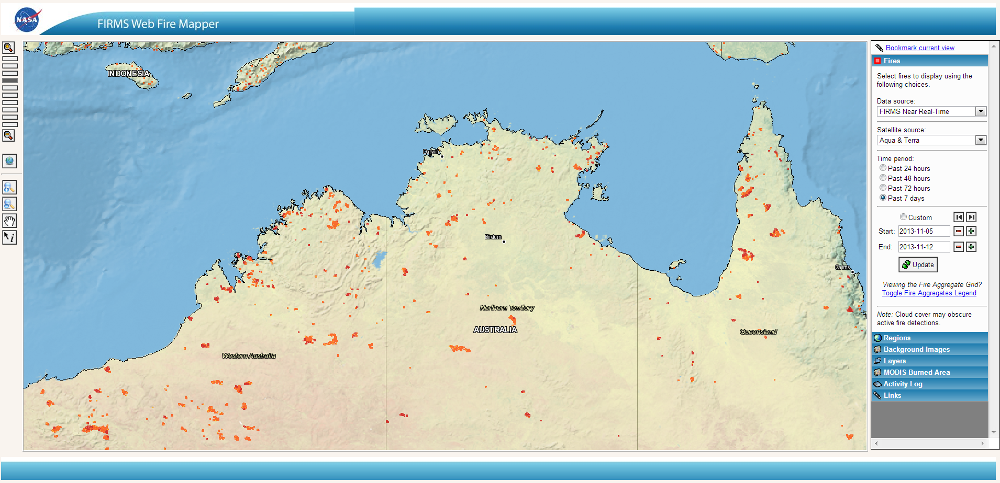 NASA
FIRMS Web Fire Mapper
INDONESIA
Darwin
Birdum
Cairns
Northern Territory
AUSTRALIA
Queensland
Western Australia
Bookmark current view
Fires
Select fires to display using the
following choices.
Data source:
FIRMS Near Real-Time
Satellite source:
Aqua & Terra
Time period:
Past 24 hours
Past 48 hours
Past 72 hours
Past 7 days
Custom
Start: 2013-11-05
End: 2013-11-12
Update
Viewing the Fire Aggregate Grid?
Toggle Fire Aggregates Legend
Note: Cloud cover may obscure
active fire detections.
Regions
Background Images
Layers
MODIS Burned Area
Activity Log
Links